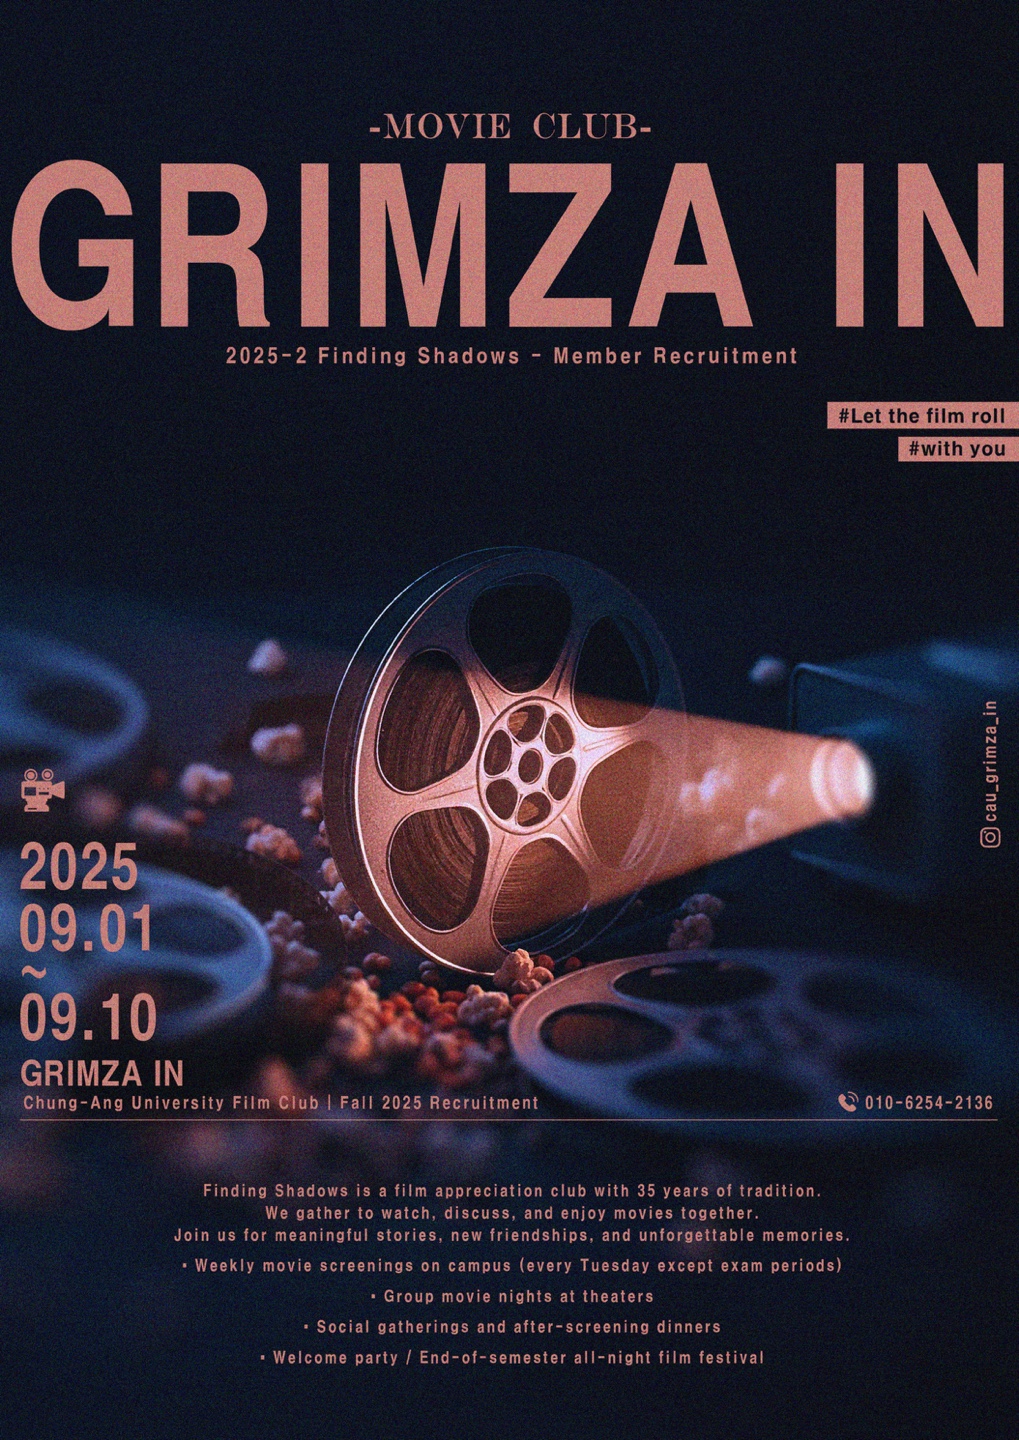 -MOVIE CLUB-
GRIMZA IN
2025-2 Finding Shadows - Member Recruitment
#Let the film roll
#with you
cau_grimza_in
2025
09.01
~
09.10
GRIMZA IN
Chung-Ang University Film Club | Fall 2025 Recruitment
010-6254-2136
Finding Shadows is a film appreciation club with 35 years of tradition.
We gather to watch, discuss, and enjoy movies together.
Join us for meaningful stories, new friendships, and unforgettable memories.
• Weekly movie screenings on campus (every Tuesday except exam periods)
• Group movie nights at theaters
• Social gatherings and after-screening dinners
• Welcome party / End-of-semester all-night film festival